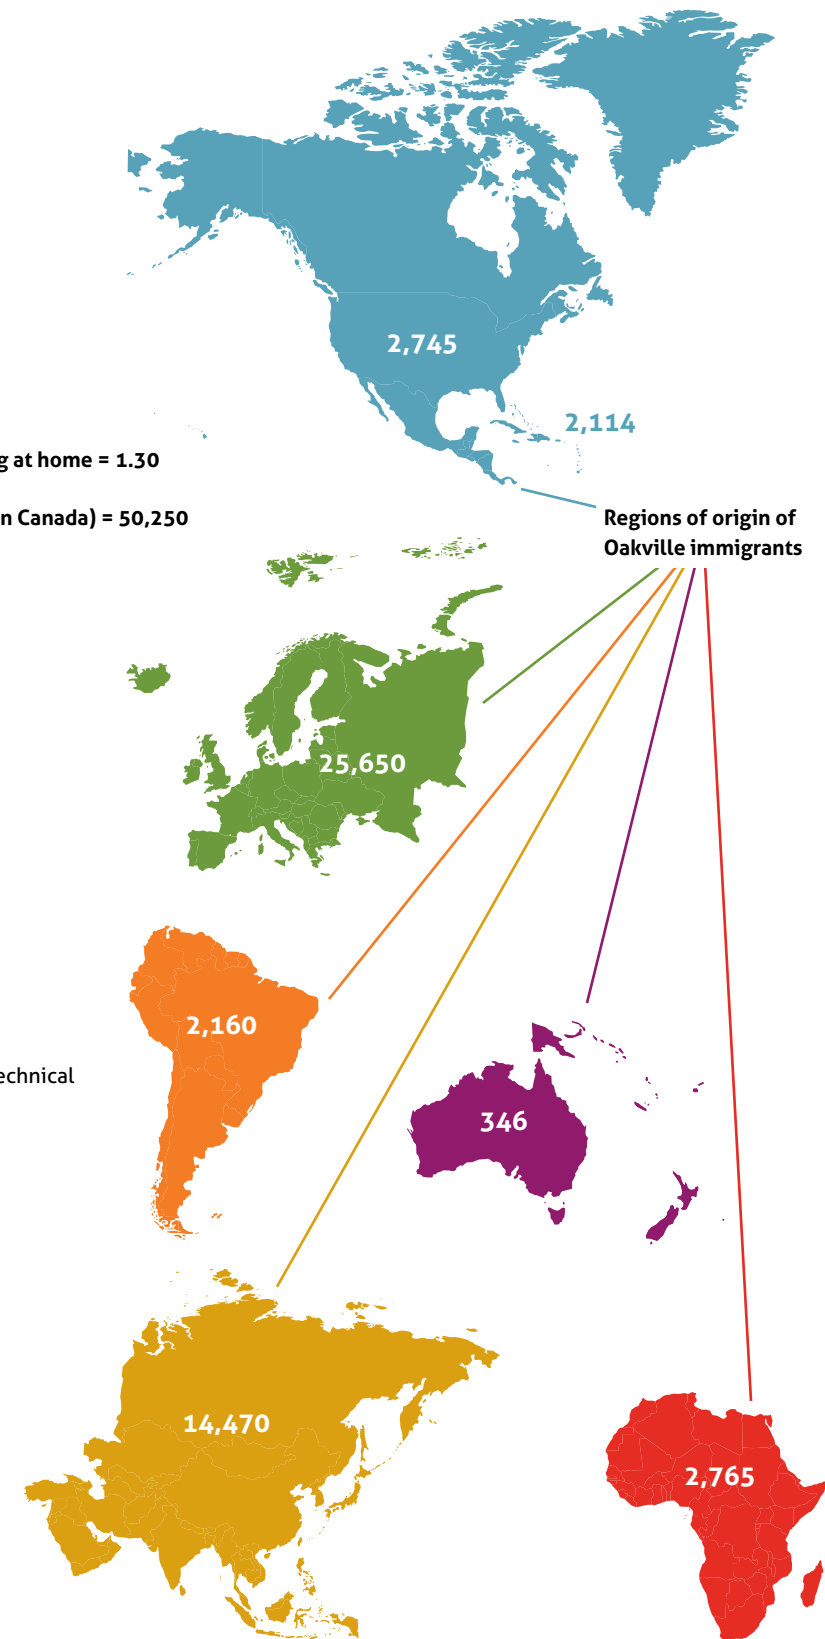 2,745
2,114
g at home = 1.30
n Canada) = 50,250
Regions of origin of
Oakville immigrants
25,650
2,160
echnical
346
14,470
2,765